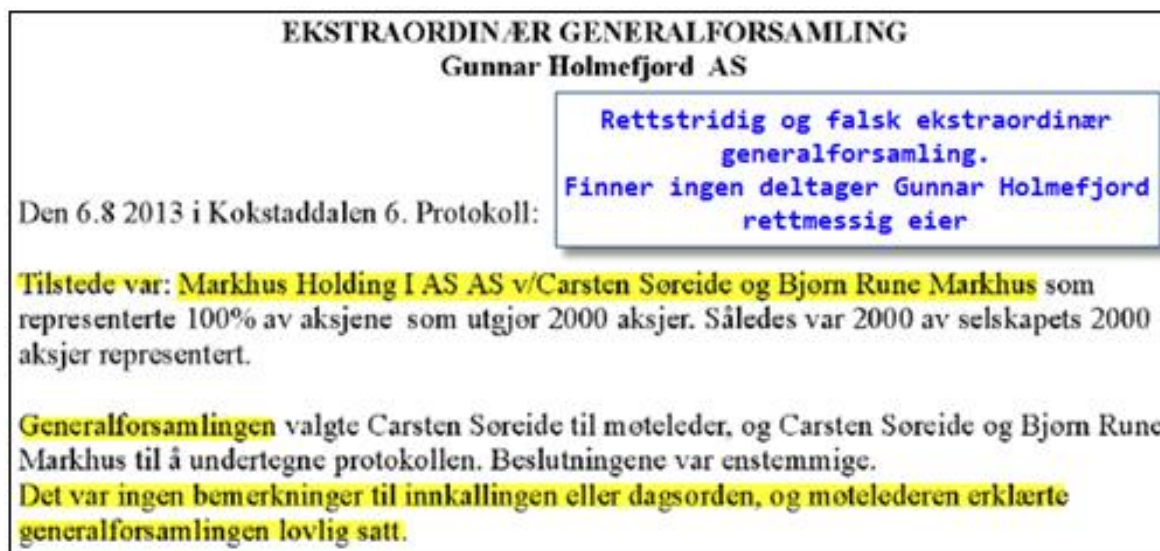 EKSTRAORDINÆR GENERALFORSAMLING
Gunnar Holmefjord AS
Rettstridig og falsk ekstraordinær
generalforsamling.
Finner ingen deltager Gunnar Holmefjord
rettmessig eier
Den 6.8 2013 i Kokstaddalen 6. Protokoll:
Tilstede var: Markhus Holding I AS AS v/Carsten Søreide og Bjørn Rune Markhus som
representerte 100% av aksjene som utgjør 2000 aksjer. Således var 2000 av selskapets 2000
aksjer representert.
Generalforsamlingen valgte Carsten Søreide til møteleder, og Carsten Søreide og Bjørn Rune
Markhus til å undertegne protokollen. Beslutningene var enstemmige.
Det var ingen bemerkninger til innkallingen eller dagsorden, og møtelederen erklærte
generalforsamlingen lovlig satt.